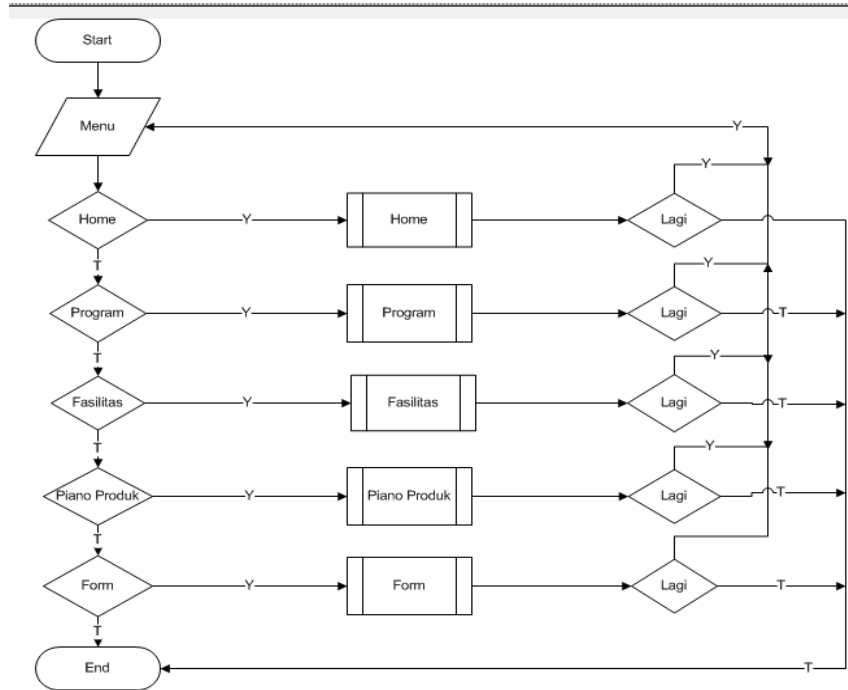 Start
Menu
Y
Y
Home
Y
Home
Lagi
T
Y
Program
Y
Program
Lagi
T
T
Y
Fasilitas
Y
Fasilitas
Lagi
T
T
Y
Piano Produk
Y
Piano Produk
Lagi
T
T
Form
Y
Form
Lagi
T
T
End
T